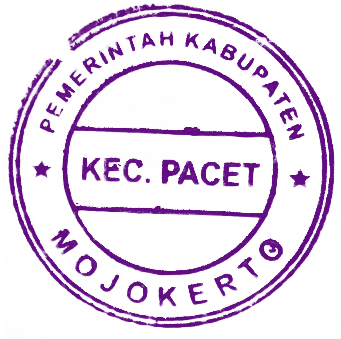 PEMERINTAH KABUPATEN
KEC. PACET
MOJOKERTO